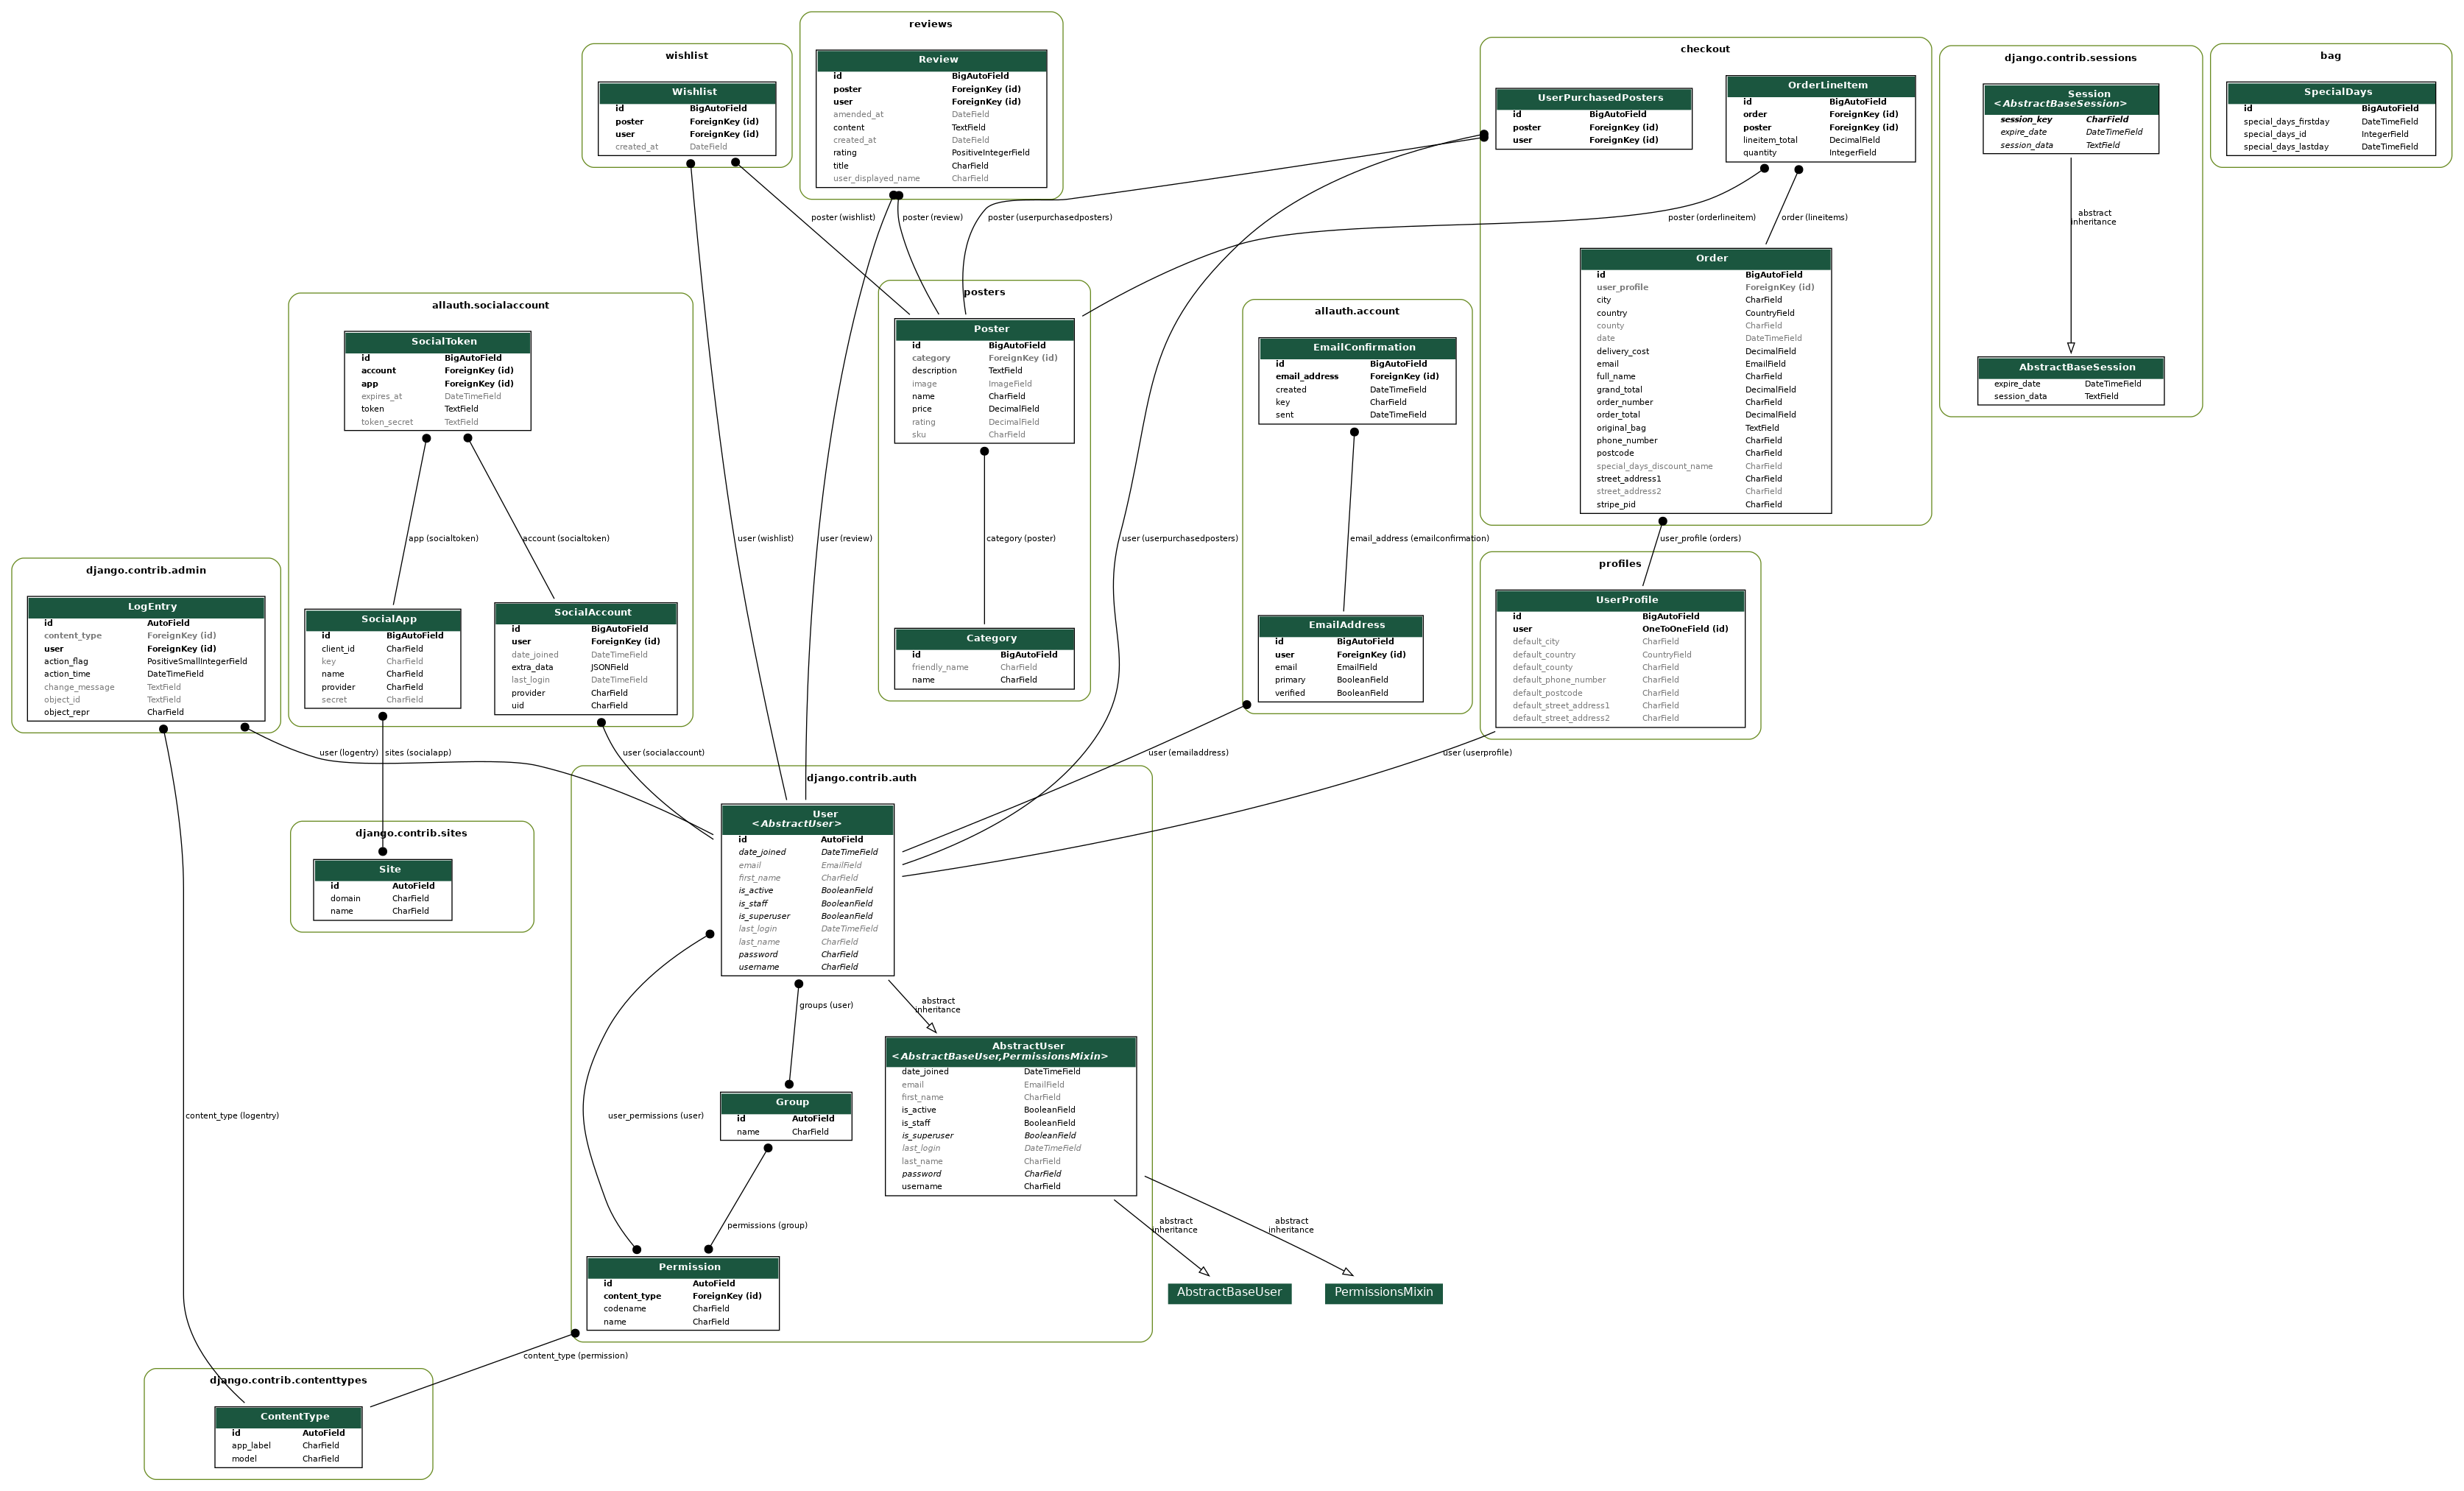 reviews
Review
id BigAutoField
poster ForeignKey (id)
user ForeignKey (id)
amended_at DateField
content TextField
created_at DateField
rating PositiveIntegerField
title CharField
user_displayed_name CharField
wishlist
Wishlist
id BigAutoField
poster ForeignKey (id)
user ForeignKey (id)
created_at DateField
checkout
UserPurchasedPosters
id BigAutoField
poster ForeignKey (id)
user ForeignKey (id)
OrderLineItem
id BigAutoField
order ForeignKey (id)
poster ForeignKey (id)
lineitem_total DecimalField
quantity IntegerField
django.contrib.sessions
Session
<AbstractBaseSession>
session_key CharField
expire_date DateTimeField
session_data TextField
bag
SpecialDays
id BigAutoField
special_days_firstday DateTimeField
special_days_id IntegerField
special_days_lastday DateTimeField
poster (wishlist)
poster (review)
poster (userpurchasedposters)
poster (orderlineitem)
order (lineitems)
abstract
inheritance
Order
id BigAutoField
user_profile ForeignKey (id)
city CharField
country CountryField
county CharField
date DateTimeField
delivery_cost DecimalField
email EmailField
full_name CharField
grand_total DecimalField
order_number CharField
order_total DecimalField
original_bag TextField
phone_number CharField
postcode CharField
special_days_discount_name CharField
street_address1 CharField
street_address2 CharField
stripe_pid CharField
AbstractBaseSession
expire_date DateTimeField
session_data TextField
allauth.socialaccount
SocialToken
id BigAutoField
account ForeignKey (id)
app ForeignKey (id)
expires_at DateTimeField
token TextField
token_secret TextField
posters
Poster
id BigAutoField
category ForeignKey (id)
description TextField
image ImageField
name CharField
price DecimalField
rating DecimalField
sku CharField
allauth.account
EmailConfirmation
id BigAutoField
email_address ForeignKey (id)
created DateTimeField
key CharField
sent DateTimeField
app (socialtoken)
account (socialtoken)
user (wishlist)
user (review)
category (poster)
user (userpurchasedposters)
email_address (emailconfirmation)
user_profile (orders)
django.contrib.admin
LogEntry
id AutoField
content_type ForeignKey (id)
user ForeignKey (id)
action_flag PositiveSmallIntegerField
action_time DateTimeField
change_message TextField
object_id TextField
object_repr CharField
SocialApp
id BigAutoField
client_id CharField
key CharField
name CharField
provider CharField
secret CharField
SocialAccount
id BigAutoField
user ForeignKey (id)
date_joined DateTimeField
extra_data JSONField
last_login DateTimeField
provider CharField
uid CharField
Category
id BigAutoField
friendly_name CharField
name CharField
EmailAddress
id BigAutoField
user ForeignKey (id)
email EmailField
primary BooleanField
verified BooleanField
profiles
UserProfile
id BigAutoField
user OneToOneField (id)
default_city CharField
default_country CountryField
default_county CharField
default_phone_number CharField
default_postcode CharField
default_street_address1 CharField
default_street_address2 CharField
user (logentry)
sites (socialapp)
user (socialaccount)
user (emailaddress)
user (userprofile)
django.contrib.sites
Site
id AutoField
domain CharField
name CharField
django.contrib.auth
User
<AbstractUser>
id AutoField
date_joined DateTimeField
email EmailField
first_name CharField
is_active BooleanField
is_staff BooleanField
is_superuser BooleanField
last_login DateTimeField
last_name CharField
password CharField
username CharField
groups (user)
abstract
inheritance
AbstractUser
<AbstractBaseUser,PermissionsMixin>
date_joined DateTimeField
email EmailField
first_name CharField
is_active BooleanField
is_staff BooleanField
is_superuser BooleanField
last_login DateTimeField
last_name CharField
password CharField
username CharField
Group
id AutoField
name CharField
content_type (logentry)
user_permissions (user)
permissions (group)
abstract
inheritance
abstract
inheritance
Permission
id AutoField
content_type ForeignKey (id)
codename CharField
name CharField
AbstractBaseUser
PermissionsMixin
content_type (permission)
django.contrib.contenttypes
ContentType
id AutoField
app_label CharField
model CharField